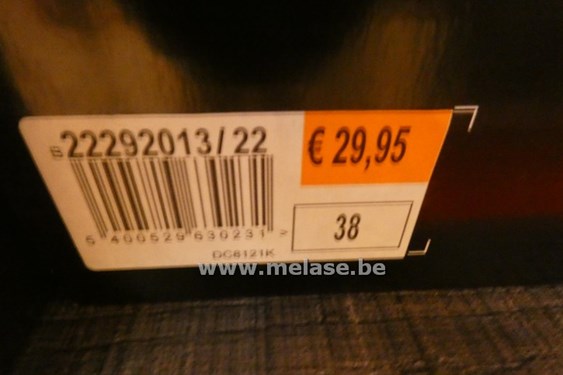 B 22292013/22
€ 29,95
5 400529 630231 >
38
DC6121K
www.melase.be